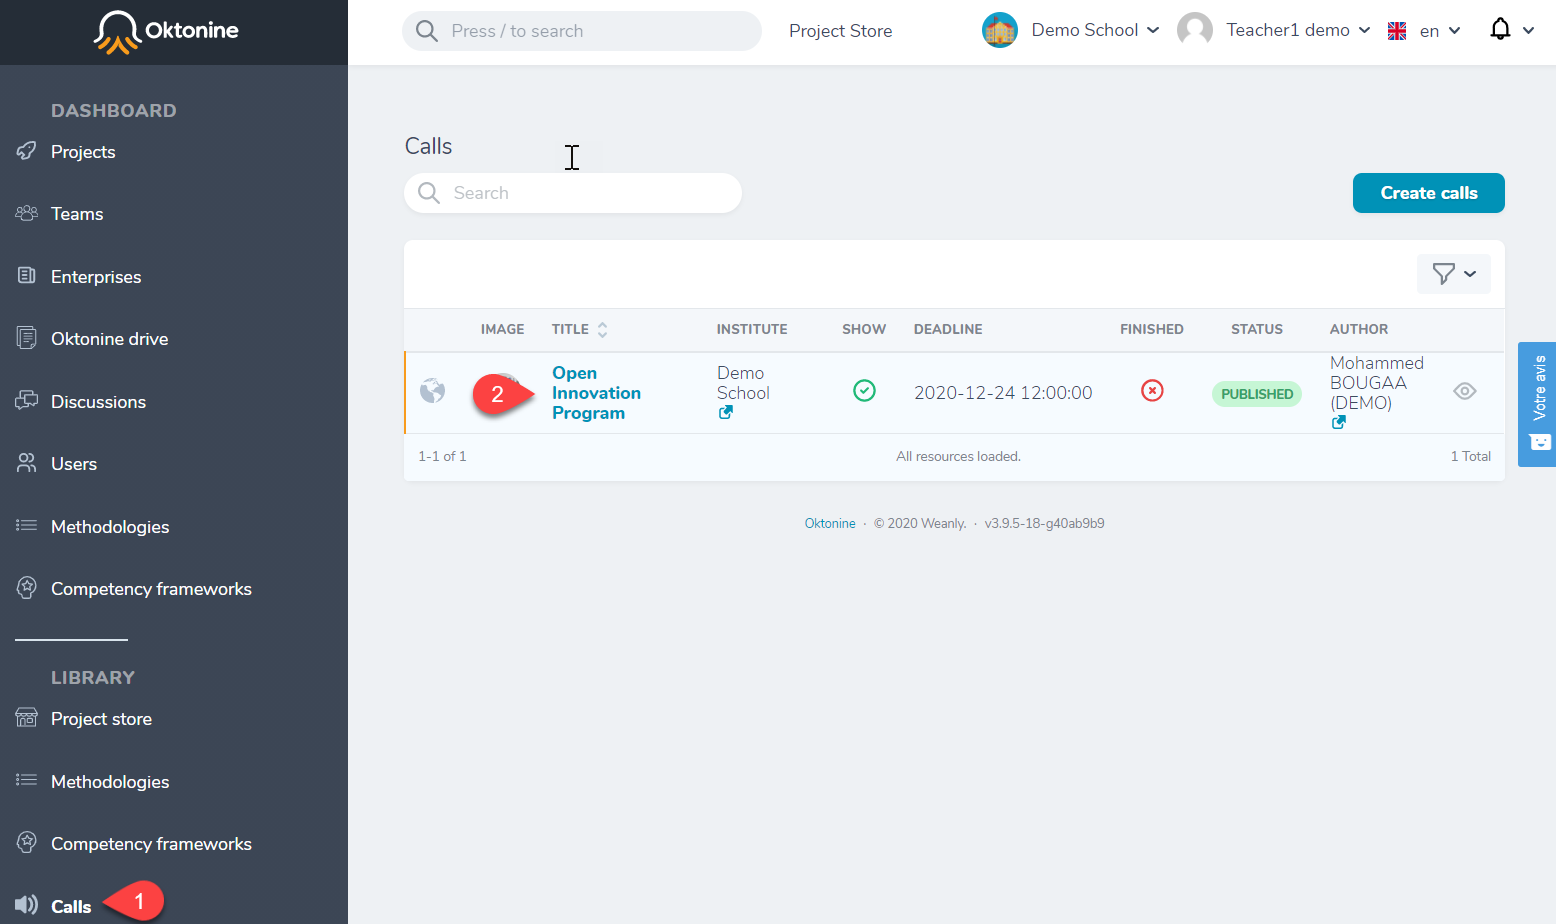 Oktonine
Press / to search
Project Store
Demo School
Teacher1 demo
en
DASHBOARD
Projects
Teams
Enterprises
Oktonine drive
Discussions
Users
Methodologies
Competency frameworks
LIBRARY
Project store
Methodologies
Competency frameworks
Calls
1
Calls
Search
Create calls
IMAGE TITLE INSTITUTE SHOW DEADLINE FINISHED STATUS AUTHOR
2
Open
Innovation
Program
Demo
School
2020-12-24 12:00:00
PUBLISHED
Mohammed
BOUGAA
(DEMO)
1-1 of 1
All resources loaded.
1 Total
Oktonine · © 2020 Weanly. · v3.9.5-18-g40ab9b9
Votre avis